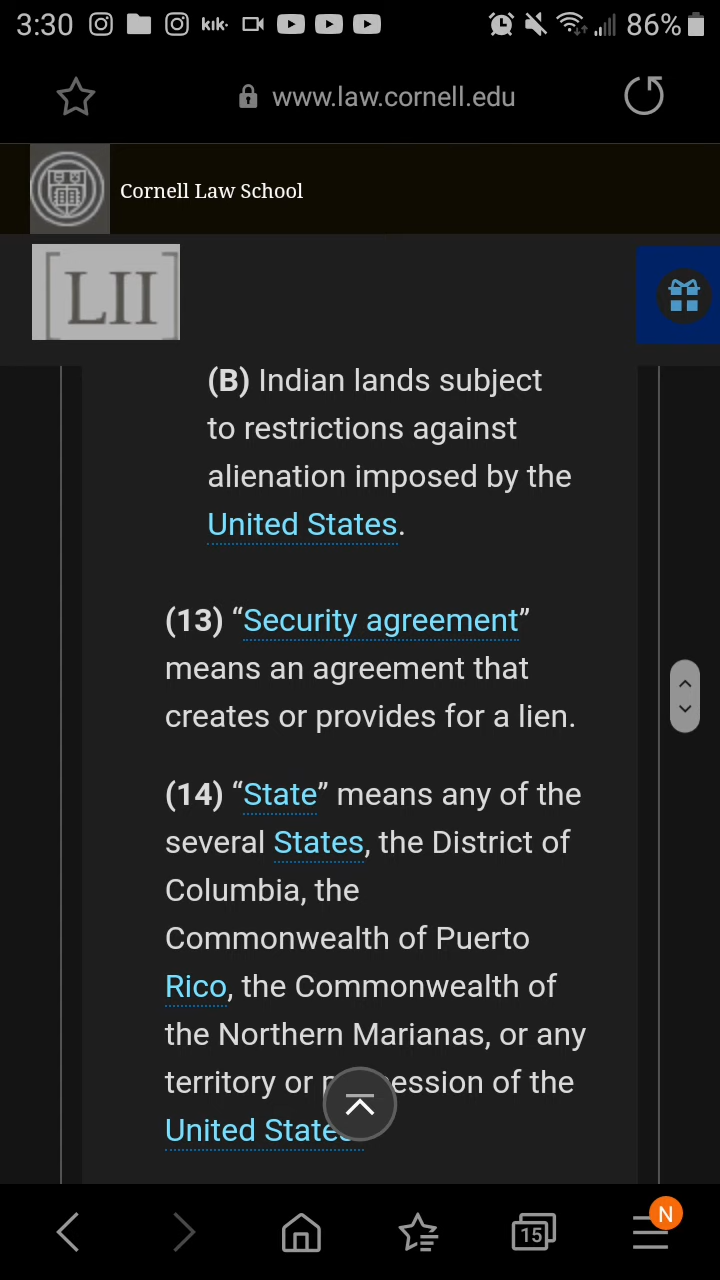 3:30 kik. 86%
www.law.cornell.edu
Cornell Law School
[LII]
(B) Indian lands subject
to restrictions against
alienation imposed by the
United States.
(13) “Security agreement”
means an agreement that
creates or provides for a lien.
(14) “State” means any of the
several States, the District of
Columbia, the
Commonwealth of Puerto
Rico, the Commonwealth of
the Northern Marianas, or any
territory or of the
United
15
N